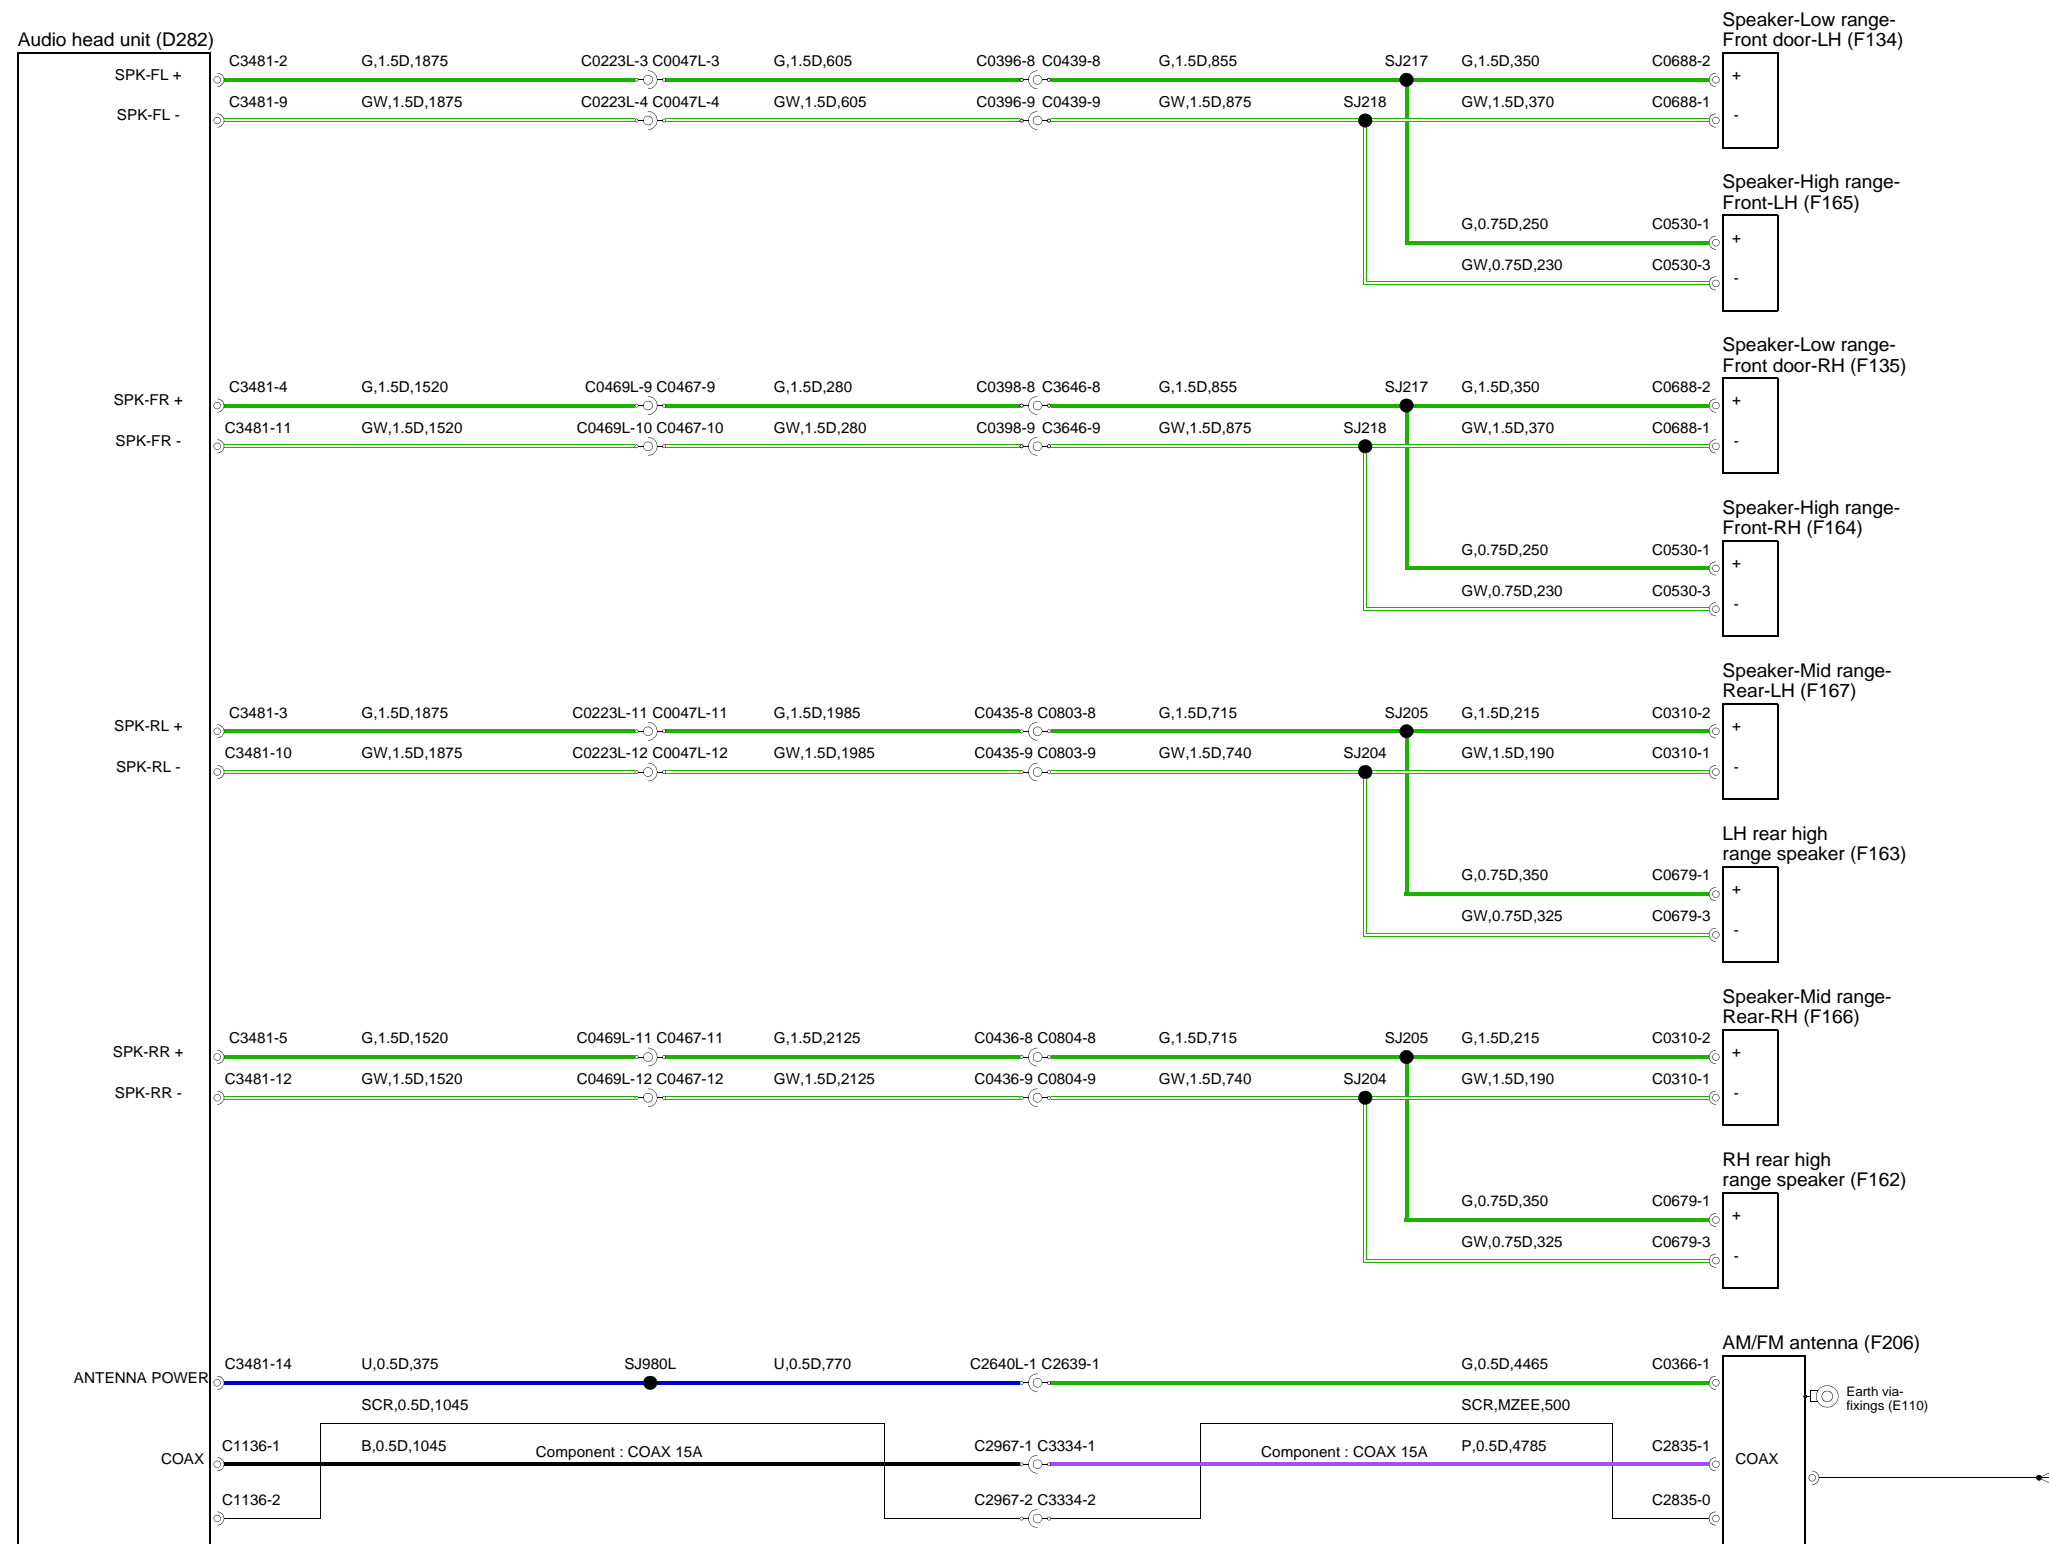 Speaker-Low range-
Audio head unit (D282)
Front door-LH (F134)
C3481-2 G,1.5D,1875 C0223L-3 C0047L-3 G,1.5D,605 C0396-8 C0439-8 G,1.5D,855 SJ217 G,1.5D,350 C0688-2
SPK-FL + +
C3481-9 GW,1.5D,1875 C0223L-4 C0047L-4 GW,1.5D,605 C0396-9 C0439-9 GW,1.5D,875 SJ218 GW,1.5D,370 C0688-1
SPK-FL - -
Speaker-High range-
Front-LH (F165)
G,0.75D,250 C0530-1
+
GW,0.75D,230 C0530-3
-
Speaker-Low range-
Front door-RH (F135)
C3481-4 G,1.5D,1520 C0469L-9 C0467-9 G,1.5D,280 C0398-8 C3646-8 G,1.5D,855 SJ217 G,1.5D,350 C0688-2
SPK-FR + +
C3481-11 GW,1.5D,1520 C0469L-10 C0467-10 GW,1.5D,280 C0398-9 C3646-9 GW,1.5D,875 SJ218 GW,1.5D,370 C0688-1
SPK-FR - -
Speaker-High range-
Front-RH (F164)
G,0.75D,250 C0530-1
+
GW,0.75D,230 C0530-3
-
Speaker-Mid range-
Rear-LH (F167)
C3481-3 G,1.5D,1875 C0223L-11 C0047L-11 G,1.5D,1985 C0435-8 C0803-8 G,1.5D,715 SJ205 G,1.5D,215 C0310-2
SPK-RL + +
C3481-10 GW,1.5D,1875 C0223L-12 C0047L-12 GW,1.5D,1985 C0435-9 C0803-9 GW,1.5D,740 SJ204 GW,1.5D,190 C0310-1
SPK-RL - -
LH rear high
range speaker (F163)
G,0.75D,350 C0679-1
+
GW,0.75D,325 C0679-3
-
Speaker-Mid range-
Rear-RH (F166)
C3481-5 G,1.5D,1520 C0469L-11 C0467-11 G,1.5D,2125 C0436-8 C0804-8 G,1.5D,715 SJ205 G,1.5D,215 C0310-2
SPK-RR + +
C3481-12 GW,1.5D,1520 C0469L-12 C0467-12 GW,1.5D,2125 C0436-9 C0804-9 GW,1.5D,740 SJ204 GW,1.5D,190 C0310-1
SPK-RR - -
RH rear high
range speaker (F162)
G,0.75D,350 C0679-1
+
GW,0.75D,325 C0679-3
-
AM/FM antenna (F206)
C3481-14 U,0.5D,375 SJ980L U,0.5D,770 C2640L-1 C2639-1 G,0.5D,4465 C0366-1
ANTENNA POWER
Earth via-
fixings (E110)
SCR,0.5D,1045 SCR,MZEE,500
C1136-1 B,0.5D,1045 Component : COAX 15A C2967-1 C3334-1 Component : COAX 15A P,0.5D,4785 C2835-1
COAX COAX
C1136-2 C2967-2 C3334-2 C2835-0